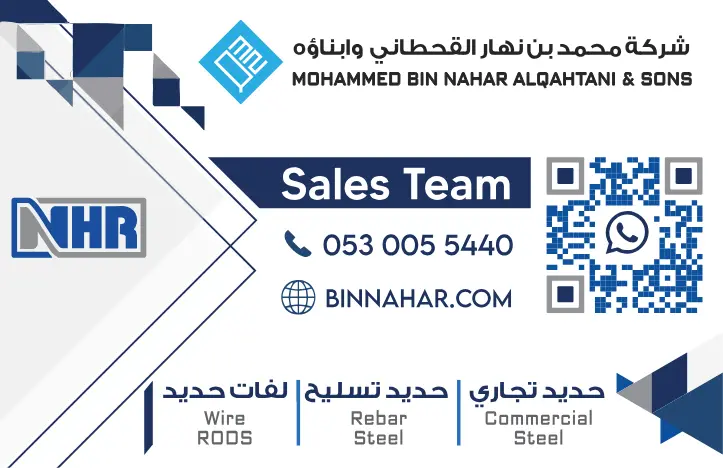 شركة محمد بن نهار القحطاني وابناؤه
MOHAMMED BIN NAHAR ALQAHTANI & SONS
NHR
Sales Team
053 005 5440
BINNAHAR.COM
حديد تجاري
Commercial
Steel
حديد تسليح
Rebar
Steel
لفات حديد
Wire
RODS